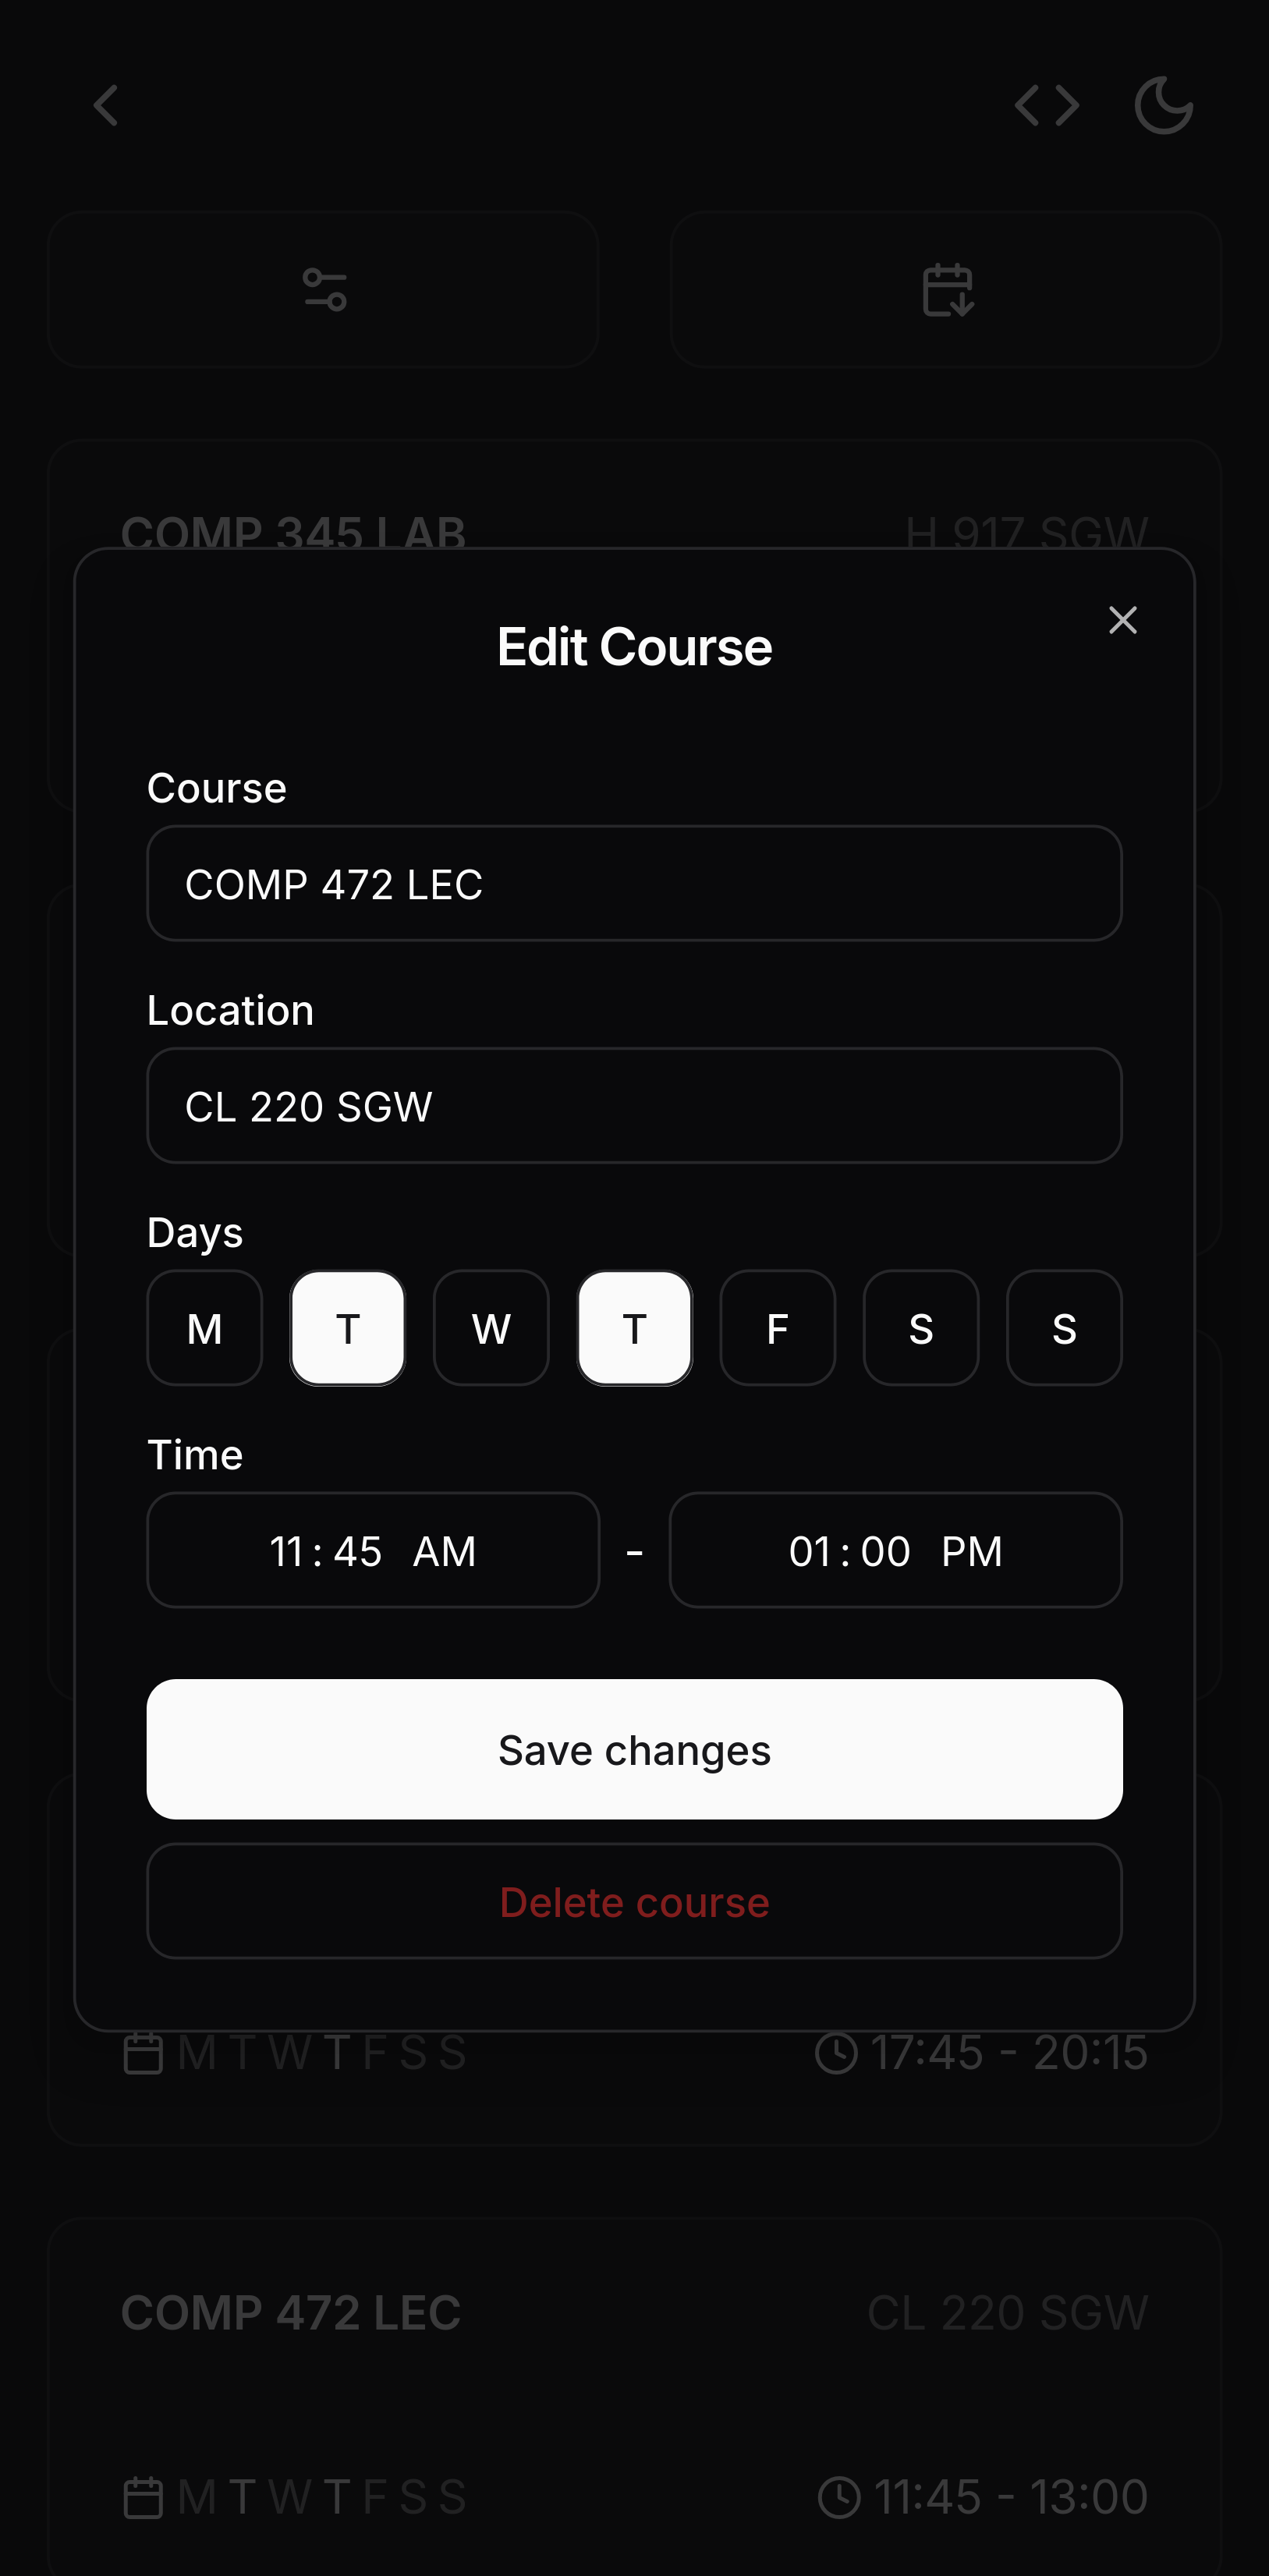 COMP 345 LAB H 917 SGW
Edit Course
Course
COMP 472 LEC
Location
CL 220 SGW
Days
M T W T F S S
Time
11 : 45 AM - 01 : 00 PM
Save changes
Delete course
M T W T F S S 17:45 - 20:15
COMP 472 LEC CL 220 SGW
M T W T F S S 11:45 - 13:00